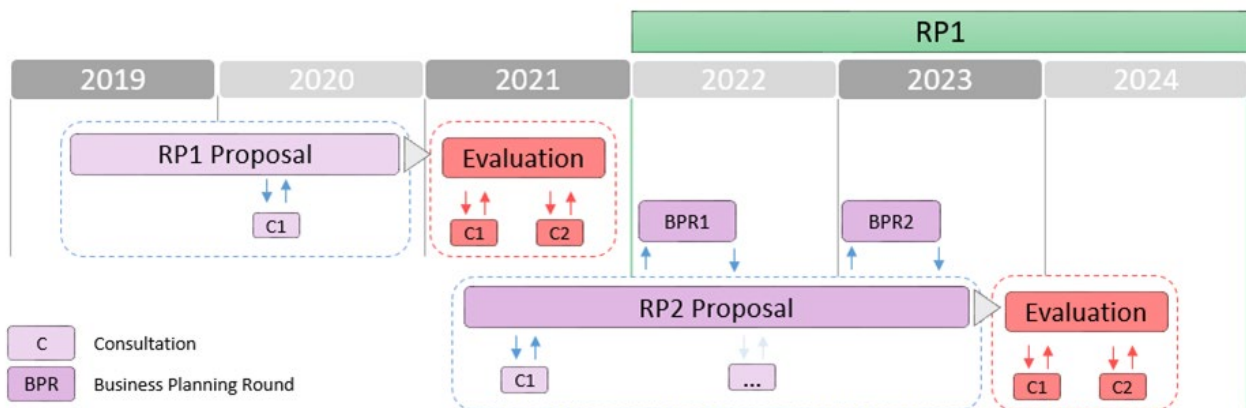 RP1
2019 2020 2021 2022 2023 2024
RP1 Proposal
Evaluation
C1
C1 C2
BPR1
BPR2
RP2 Proposal
Evaluation
C1
...
C1 C2
C Consultation
BPR Business Planning Round